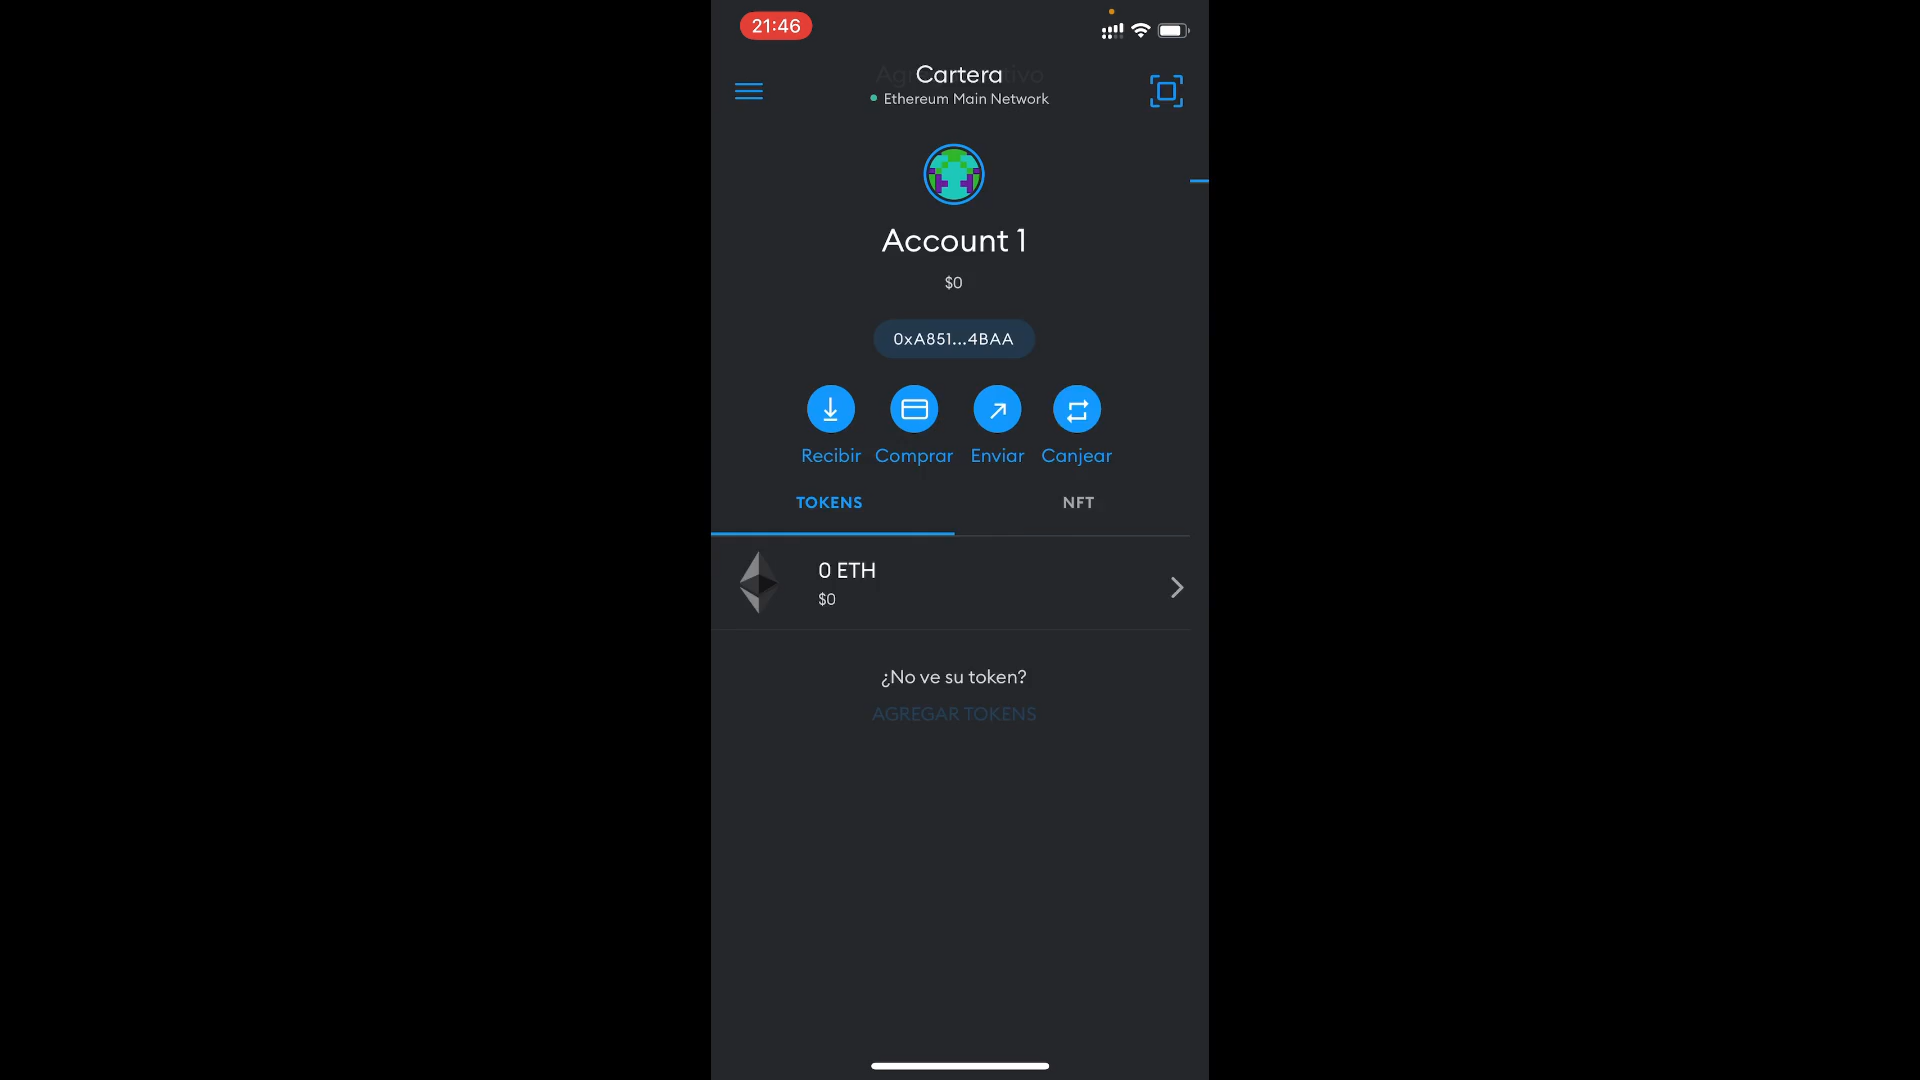 21:46
Cartera
Ethereum Main Network
Account 1
$0
0xA851...4BAA
Recibir Comprar Enviar Canjear
TOKENS NFT
0 ETH
$0
¿No ve su token?
AGREGAR TOKENS